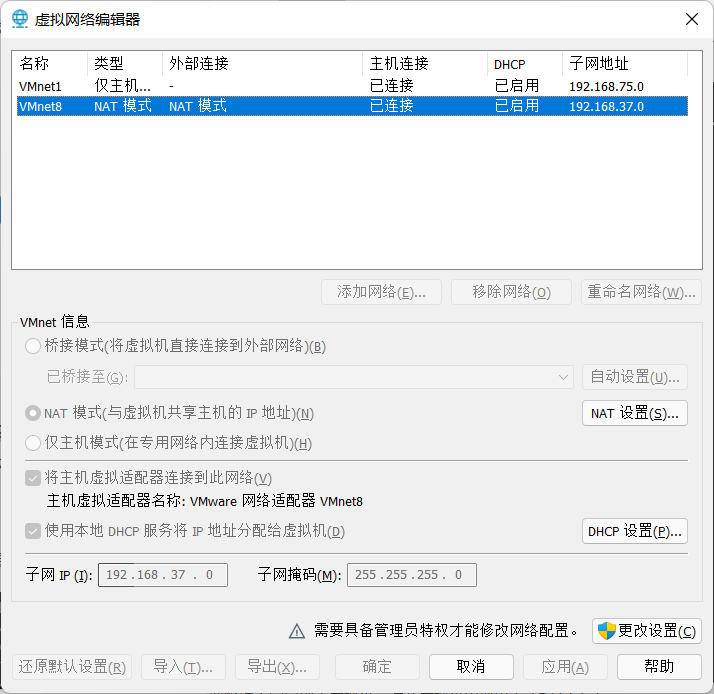 虚拟网络编辑器
名称 类型 外部连接 主机连接 DHCP 子网地址
VMnet1 仅主机... - 已连接 已启用 192.168.75.0
VMnet8 NAT 模式 NAT 模式 已连接 已启用 192.168.37.0
添加网络(E)... 移除网络(O) 重命名网络(W)...
VMnet 信息
桥接模式(将虚拟机直接连接到外部网络)(B)
已桥接至(G): 自动设置(U)...
NAT 模式(与虚拟机共享主机的 IP 地址)(N) NAT 设置(S)...
仅主机模式(在专用网络内连接虚拟机)(H)
将主机虚拟适配器连接到此网络(V)
主机虚拟适配器名称: VMware 网络适配器 VMnet8
使用本地 DHCP 服务将 IP 地址分配给虚拟机(D) DHCP 设置(P)...
子网 IP (I): 192 . 168 . 37 . 0 子网掩码(M): 255 . 255 . 255 . 0
需要具备管理员特权才能修改网络配置。 更改设置(C)
还原默认设置(R) 导入(T)... 导出(X)... 确定 取消 应用(A) 帮助